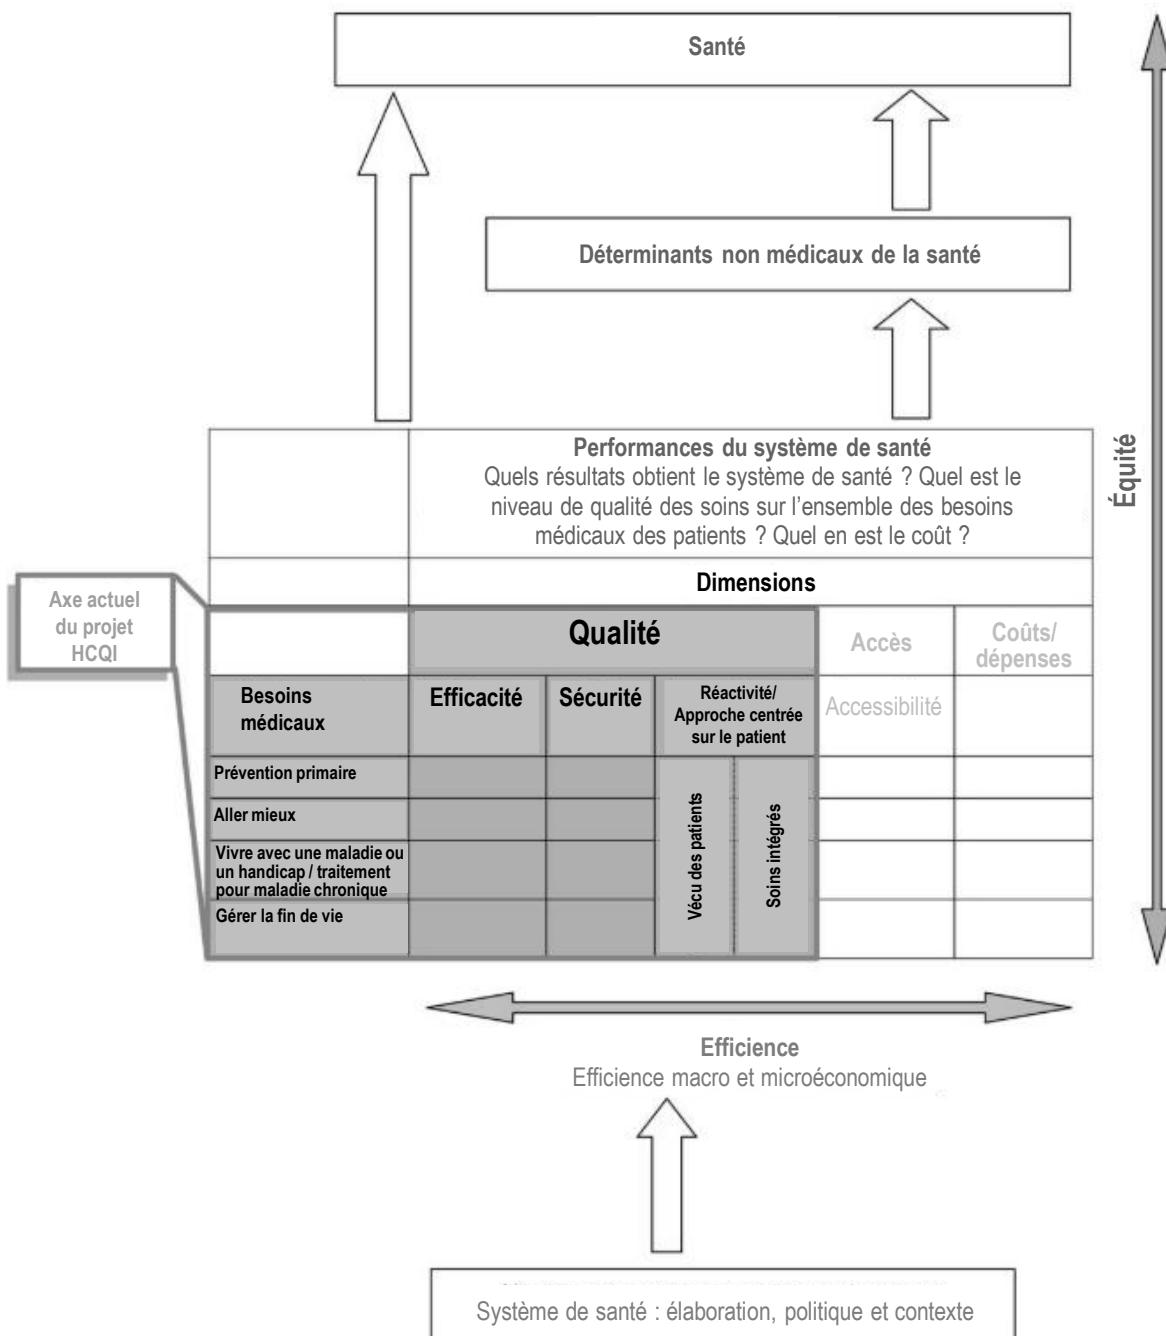 Santé
Déterminants non médicaux de la santé
Équité
Performances du système de santé
Quels résultats obtient le système de santé ? Quel est le
niveau de qualité des soins sur l'ensemble des besoins
médicaux des patients ? Quel en est le coût ?
Dimensions
Axe actuel
du projet
HCQI
Qualité
Accès
Coûts/
dépenses
Besoins
médicaux
Efficacité
Sécurité
Réactivité/
Approche centrée
sur le patient
Accessibilité
Prévention primaire
Aller mieux
Vivre avec une maladie ou
un handicap / traitement
pour maladie chronique
Gérer la fin de vie
Vécu des patients
Soins intégrés
Efficience
Efficience macro et microéconomique
Système de santé : élaboration, politique et contexte